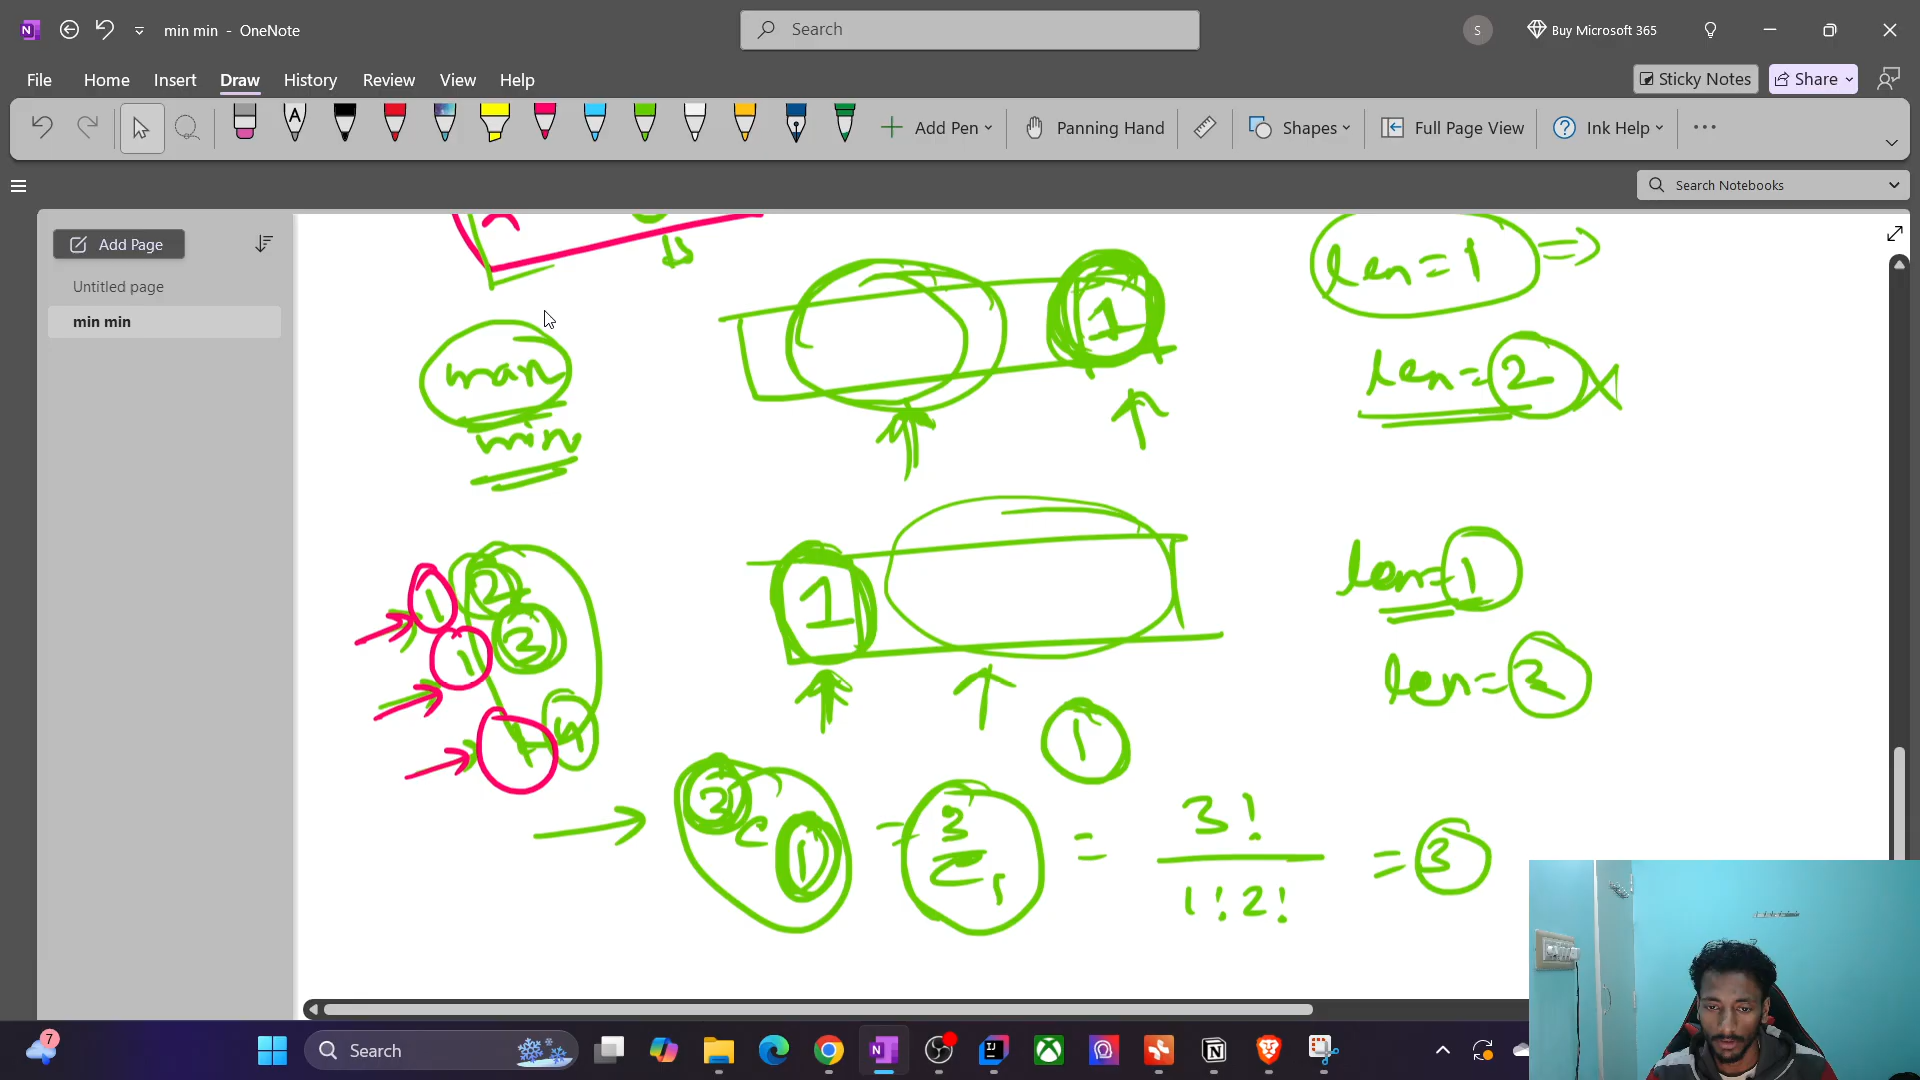 min min - OneNote
Search
S
Buy Microsoft 365
File Home Insert Draw History Review View Help
Sticky Notes
Share
A
Add Pen
Panning Hand
Shapes
Full Page View
Ink Help
Search Notebooks
Add Page
Untitled page
min min
len=1 =>
1
man
min
len=2 X
1 2
1 3
1
len=1
len=2
4
1
3 C 1 = 3 C 1 = 3! / 1! 2! = 3
7
Search